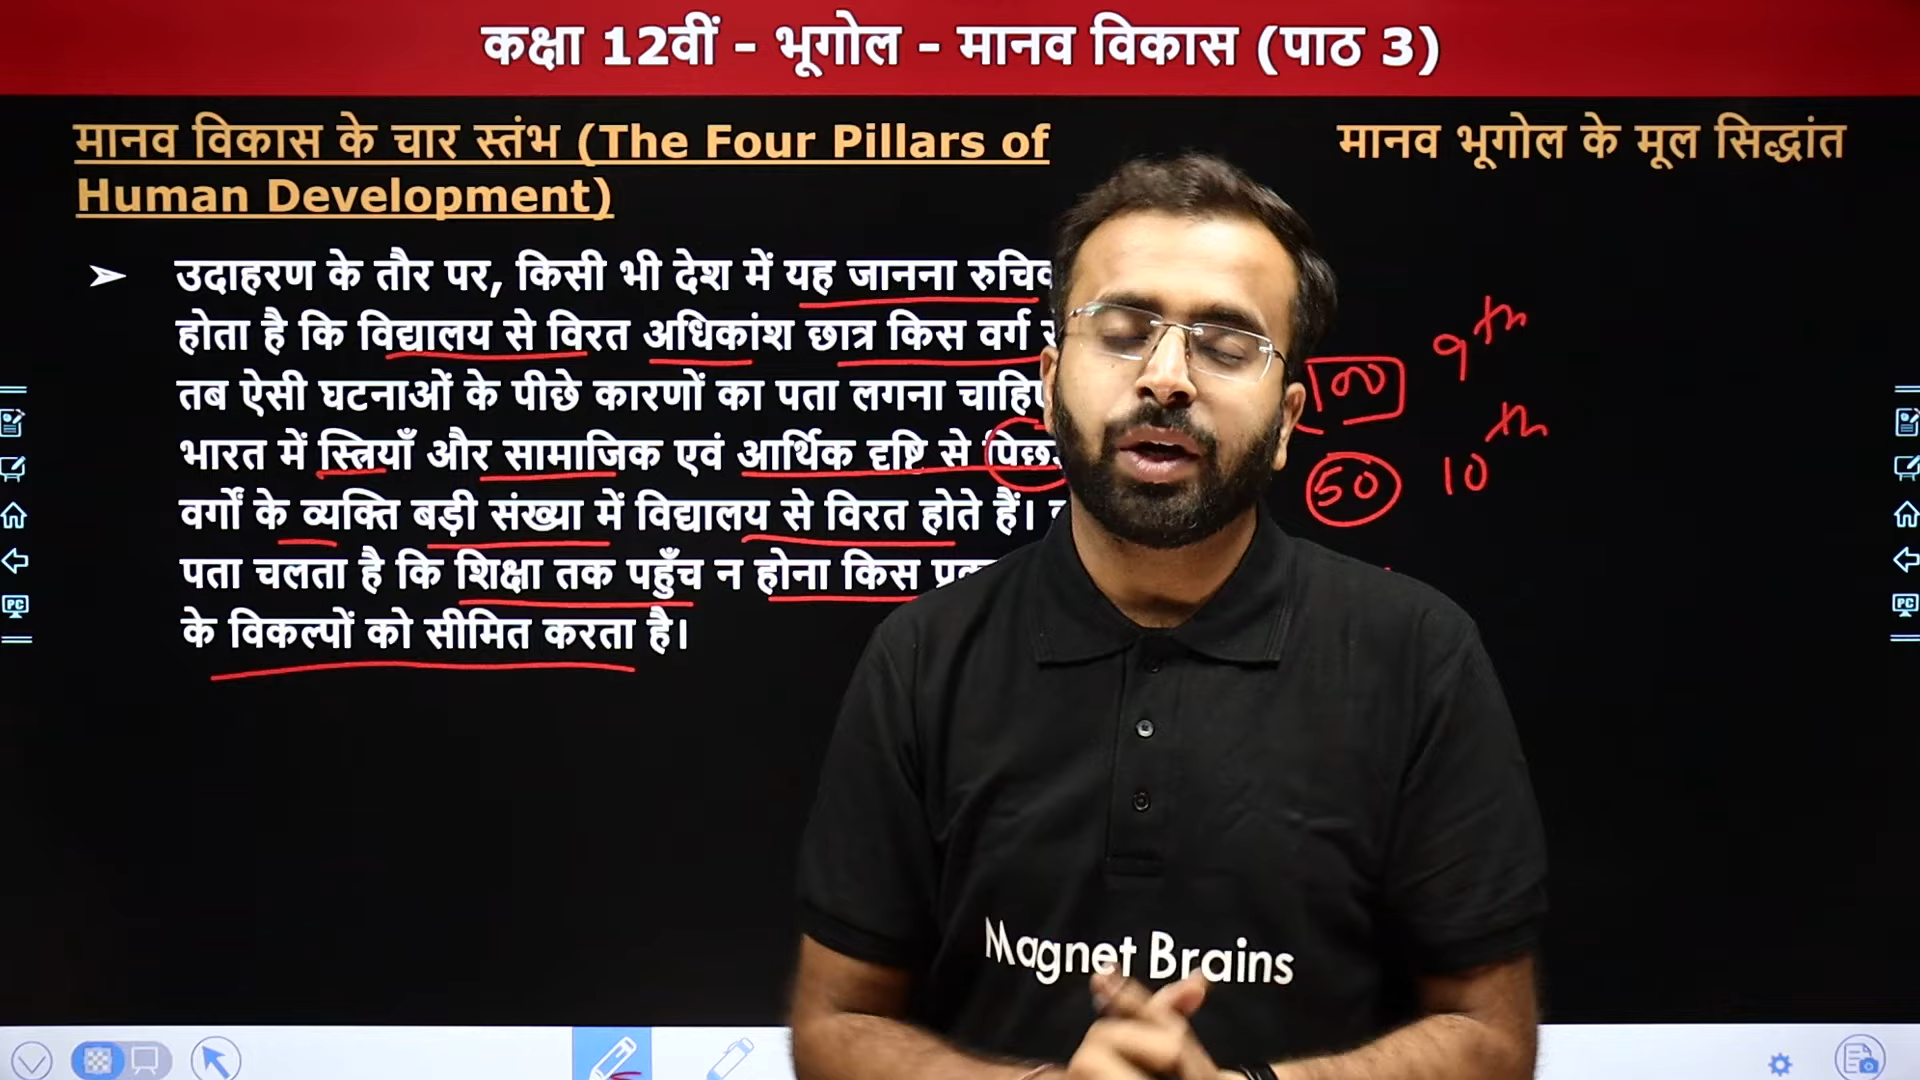 कक्षा 12वीं - भूगोल - मानव विकास (पाठ 3)
मानव विकास के चार स्तंभ (The Four Pillars of
Human Development)
मानव भूगोल के मूल सिद्धांत
➢ उदाहरण के तौर पर, किसी भी देश में यह जानना
होता है कि विद्यालय से विरत अधिकांश छात्र किस वर्ग
तब ऐसी घटनाओं के पीछे कारणों का पता लगना
भारत में स्त्रियाँ और सामाजिक एवं आर्थिक दृष्टि से
वर्गों के व्यक्ति बड़ी संख्या में विद्यालय से विरत होते हैं।
पता चलता है कि शिक्षा तक पहुँच न होना किस
के विकल्पों को सीमित करता है।
100 9th
50 10th
Magnet Brains
PC
PC